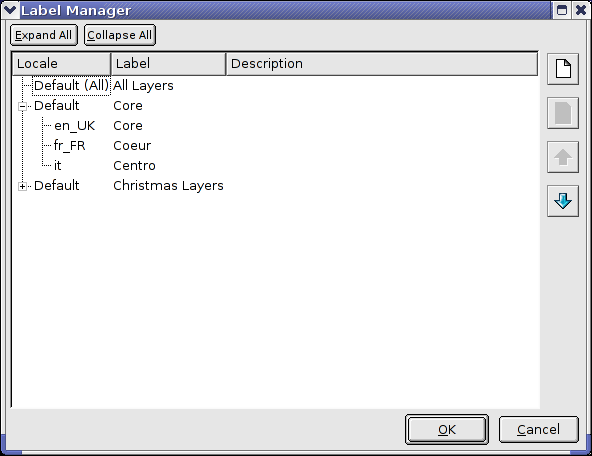 Label Manager
Expand All Collapse All
Locale Label Description
Default (All) All Layers
Default Core
en_UK Core
fr_FR Coeur
it Centro
Default Christmas Layers
OK Cancel